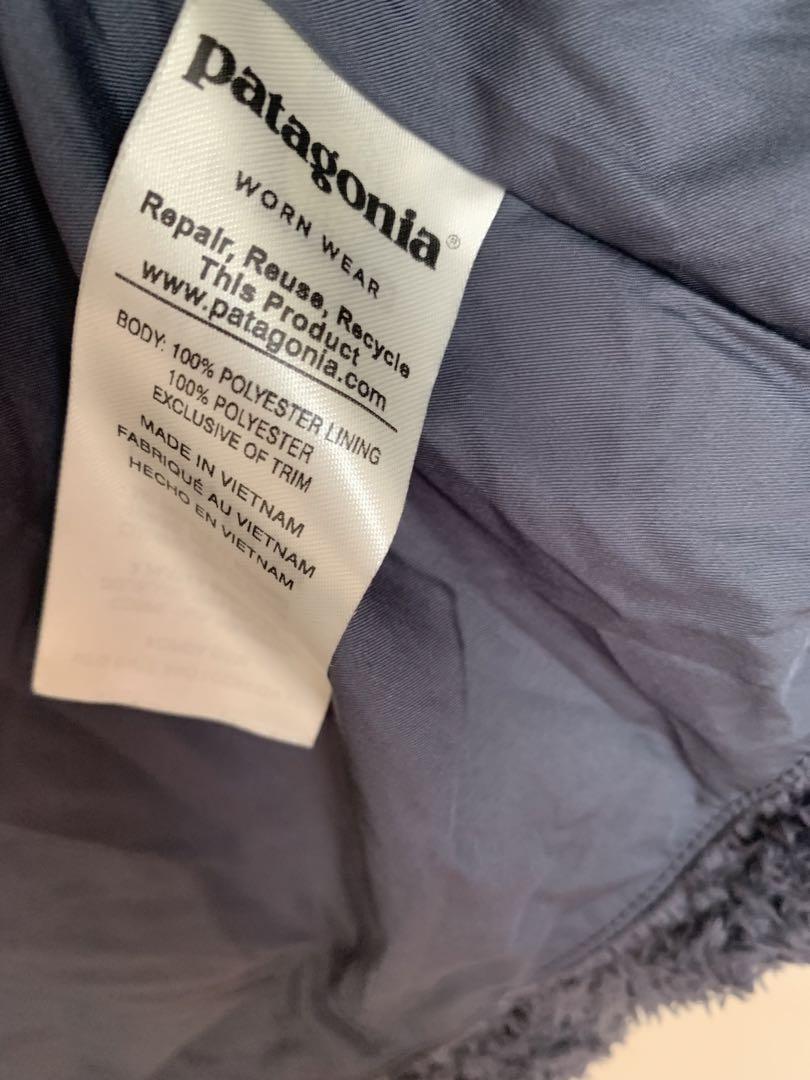 patagonia®
WORN WEAR
Repair, Reuse, Recycle
This Product
www.patagonia.com
BODY: 100% POLYESTER LINING
100% POLYESTER
EXCLUSIVE OF TRIM
MADE IN VIETNAM
FABRIQUÉ AU VIETNAM
HECHO EN VIETNAM